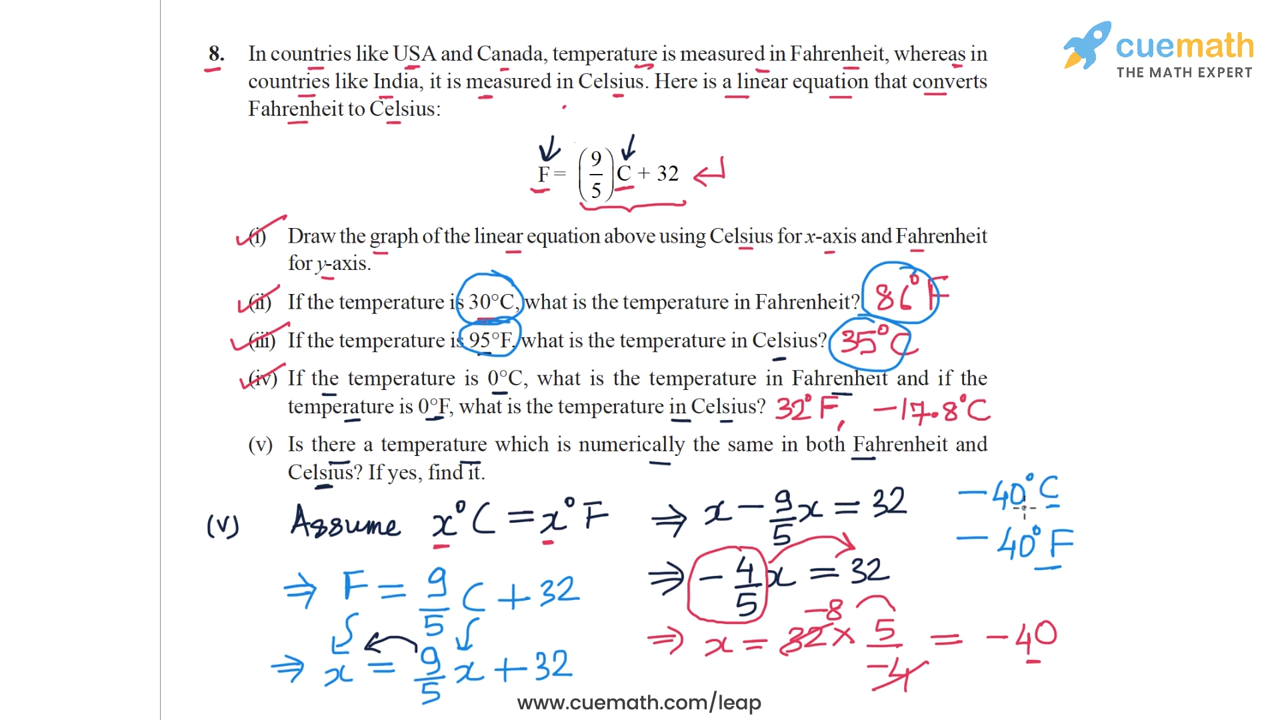 cuemath
THE MATH EXPERT
8. In countries like USA and Canada, temperature is measured in Fahrenheit, whereas in
countries like India, it is measured in Celsius. Here is a linear equation that converts
Fahrenheit to Celsius:
F = (9/5) C + 32
(i) Draw the graph of the linear equation above using Celsius for x-axis and Fahrenheit
for y-axis.
(ii) If the temperature is 30°C, what is the temperature in Fahrenheit? 86°F
(iii) If the temperature is 95°F, what is the temperature in Celsius? 35°C
(iv) If the temperature is 0°C, what is the temperature in Fahrenheit and if the
temperature is 0°F, what is the temperature in Celsius? 32°F, -17.8°C
(v) Is there a temperature which is numerically the same in both Fahrenheit and
Celsius? If yes, find it.
(v) Assume x°C = x°F
⇒ F = 9/5 C + 32
⇒ x = 9/5 x + 32
⇒ x - 9/5 x = 32
⇒ -4/5 x = 32
-8
⇒ x = 32 × 5/-4 = -40
-40°C
-40°F
www.cuemath.com/leap